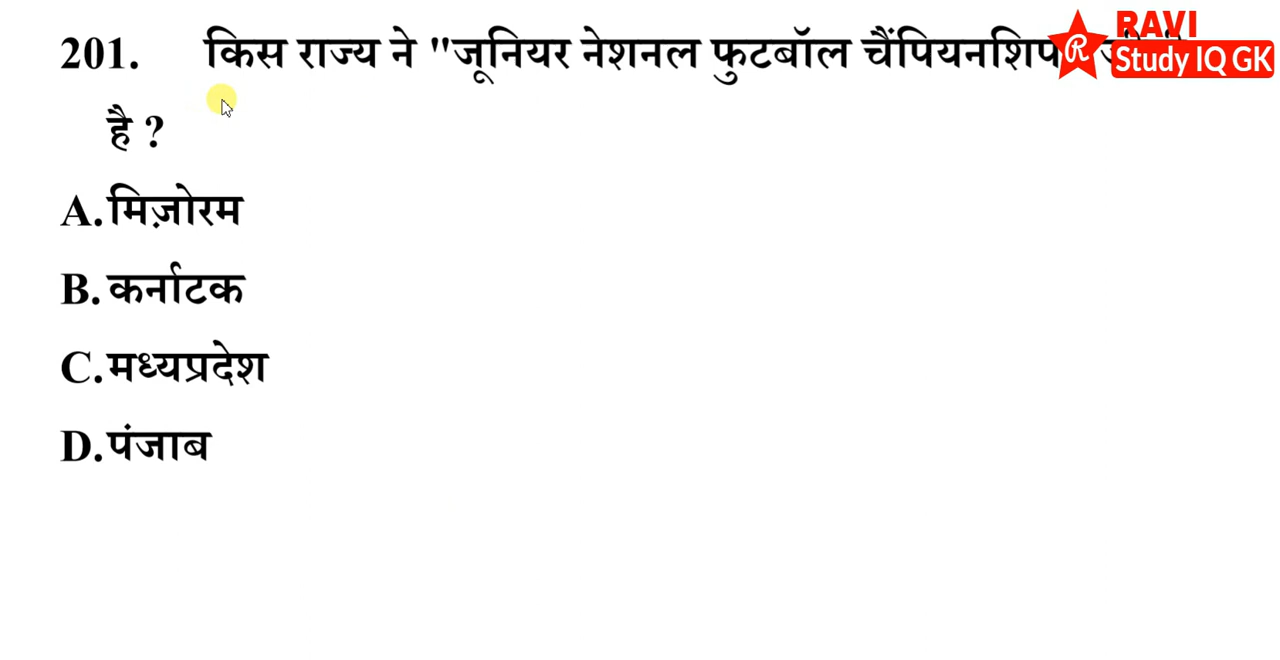 201. किस राज्य ने "जूनियर नेशनल फुटबॉल चैंपियनशिप
RAVI
Study IQ GK
R
है ?
A. मिज़ोरम
B. कर्नाटक
C. मध्यप्रदेश
D. पंजाब